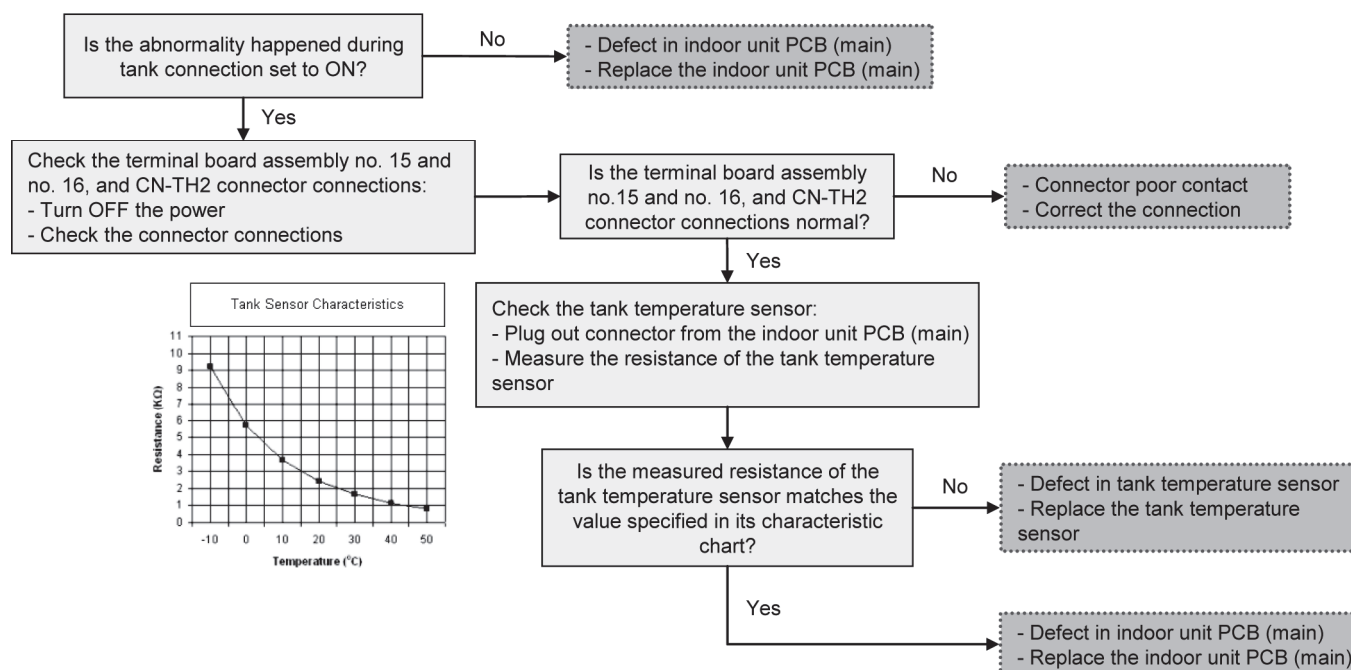 Is the abnormality happened during
tank connection set to ON?
No
- Defect in indoor unit PCB (main)
- Replace the indoor unit PCB (main)
Yes
Check the terminal board assembly no. 15 and
no. 16, and CN-TH2 connector connections:
- Turn OFF the power
- Check the connector connections
Is the terminal board assembly
no.15 and no. 16, and CN-TH2
connector connections normal?
No
- Connector poor contact
- Correct the connection
Yes
Tank Sensor Characteristics
Resistance (KΩ)
11
10
9
8
7
6
5
4
3
2
1
0
-10 0 10 20 30 40 50
Temperature (°C)
Check the tank temperature sensor:
- Plug out connector from the indoor unit PCB (main)
- Measure the resistance of the tank temperature
sensor
Is the measured resistance of the
tank temperature sensor matches the
value specified in its characteristic
chart?
No
- Defect in tank temperature sensor
- Replace the tank temperature
sensor
Yes
- Defect in indoor unit PCB (main)
- Replace the indoor unit PCB (main)